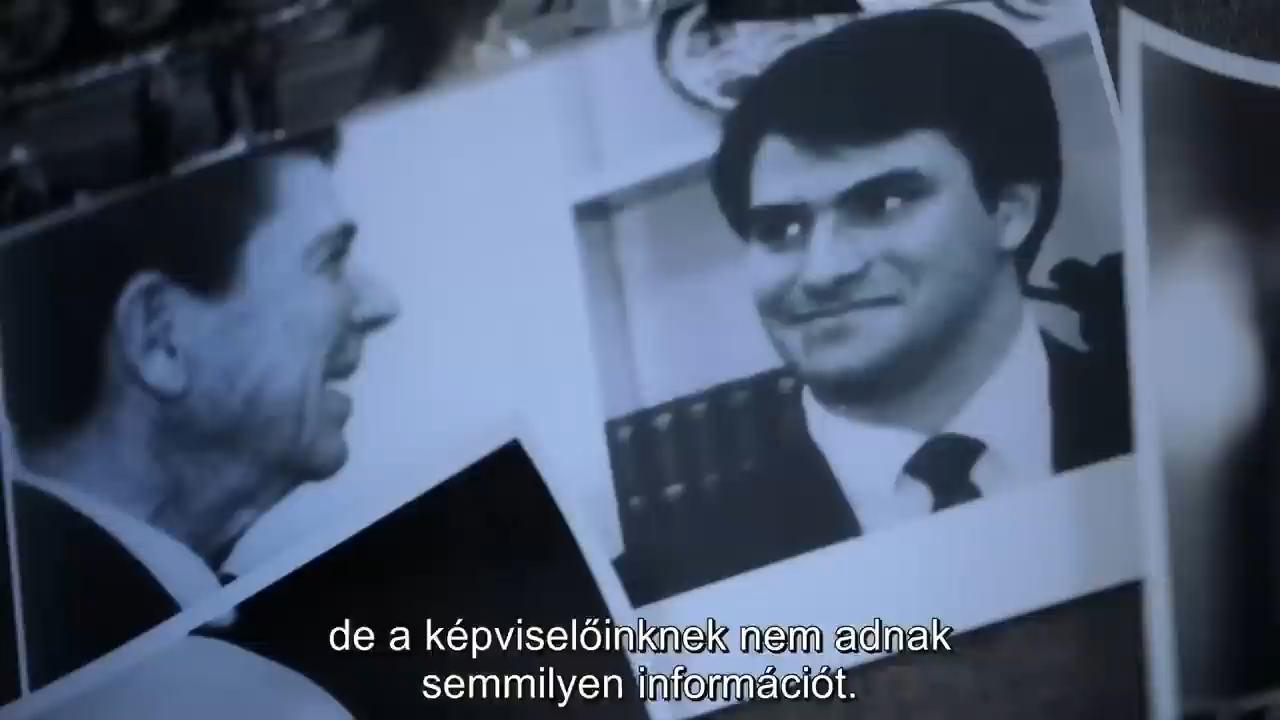 de a képviselőinknek nem adnak
semmilyen információt.